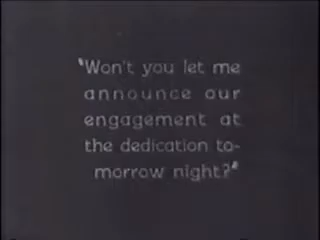 "Won't you let me
announce our
engagement at
the dedication to-
morrow night?"